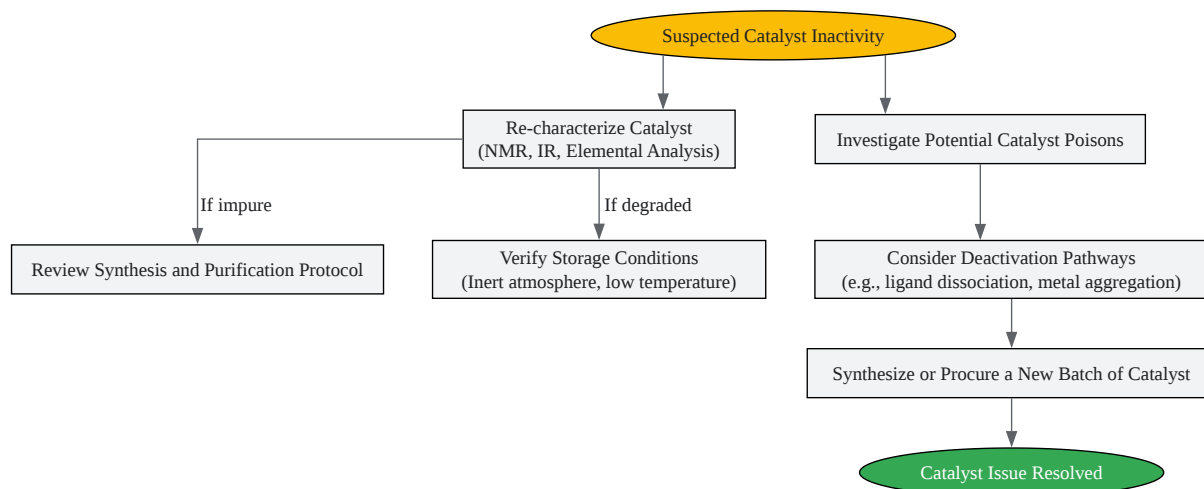 Suspected Catalyst Inactivity
Re-characterize Catalyst
(NMR, IR, Elemental Analysis)
Investigate Potential Catalyst Poisons
If impure
If degraded
Review Synthesis and Purification Protocol
Verify Storage Conditions
(Inert atmosphere, low temperature)
Consider Deactivation Pathways
(e.g., ligand dissociation, metal aggregation)
Synthesize or Procure a New Batch of Catalyst
Catalyst Issue Resolved